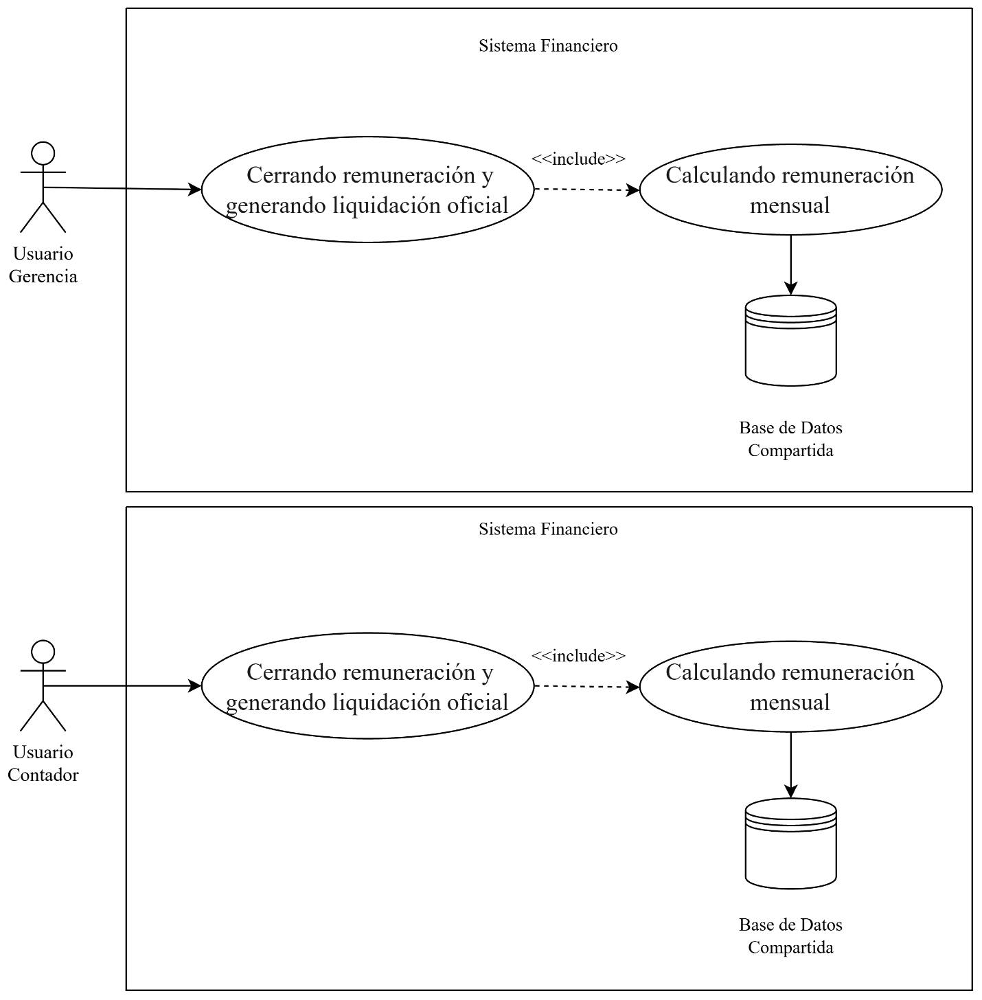 Sistema Financiero
<<include>>
Cerrando remuneración y
generando liquidación oficial
Calculando remuneración
mensual
Usuario
Gerencia
Base de Datos
Compartida
Sistema Financiero
<<include>>
Cerrando remuneración y
generando liquidación oficial
Calculando remuneración
mensual
Usuario
Contador
Base de Datos
Compartida